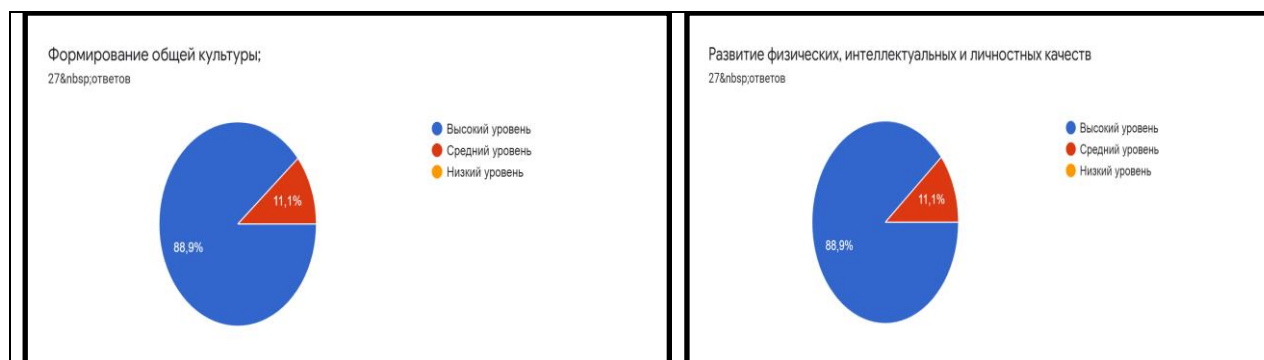 Формирование общей культуры;
27&nbsp;ответов
Высокий уровень
Средний уровень
Низкий уровень
11,1%
88,9%
Развитие физических, интеллектуальных и личностных качеств
27&nbsp;ответов
Высокий уровень
Средний уровень
Низкий уровень
11,1%
88,9%